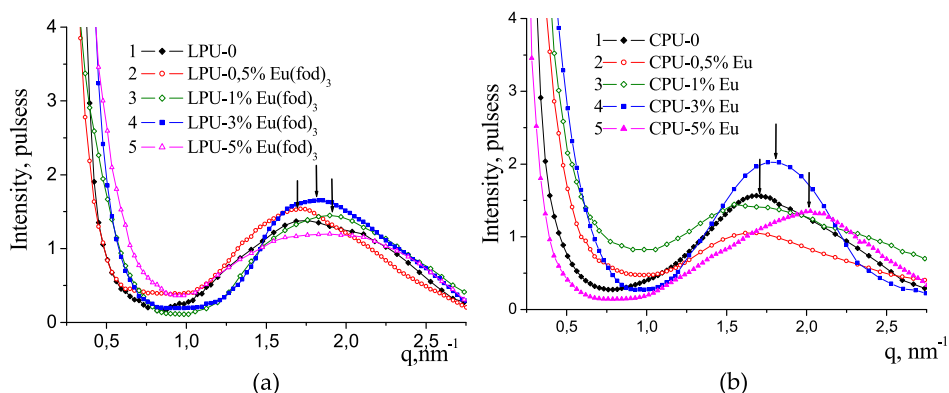 4
3
2
1
0
Intensity, pulsess
1 LPU-0
2 LPU-0,5% Eu(fod)3
3 LPU-1% Eu(fod)3
4 LPU-3% Eu(fod)3
5 LPU-5% Eu(fod)3
0,5 1,0 1,5 2,0 2,5
q,nm-1
(a)
4
3
2
1
0
Intensity, pulsess
1 CPU-0
2 CPU-0,5% Eu
3 CPU-1% Eu
4 CPU-3% Eu
5 CPU-5% Eu
0,5 1,0 1,5 2,0 2,5
q, nm-1
(b)